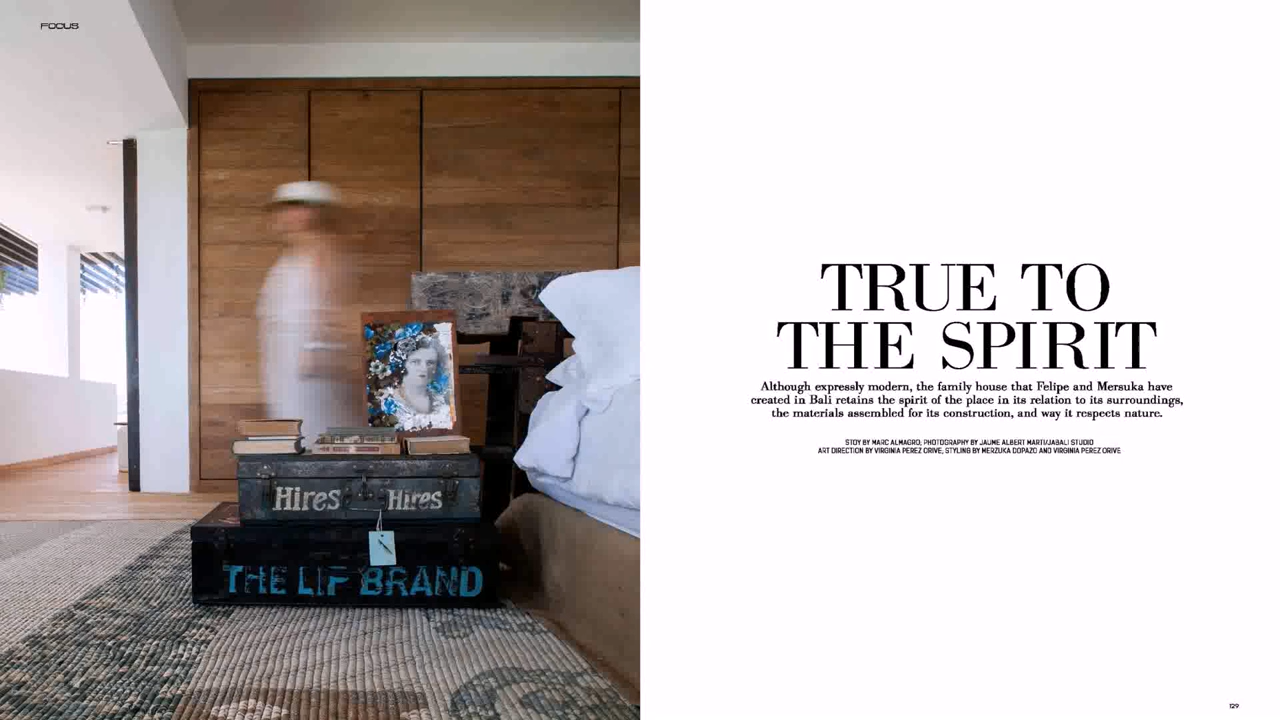 FOCUS
Hires Hires
THE LIF BRAND
TRUE TO
THE SPIRIT
Although expressly modern, the family house that Felipe and Mersuka have
created in Bali retains the spirit of the place in its relation to its surroundings,
the materials assembled for its construction, and way it respects nature.
STOY BY MARC ALMAGRO, PHOTOGRAPHY BY JAUME ALBERT MARTI/JABALI STUDIO
ART DIRECTION BY VIRGINIA PEREZ ORIVE, STYLING BY MERZUKA DOPAZO AND VIRGINIA PEREZ ORIVE
129